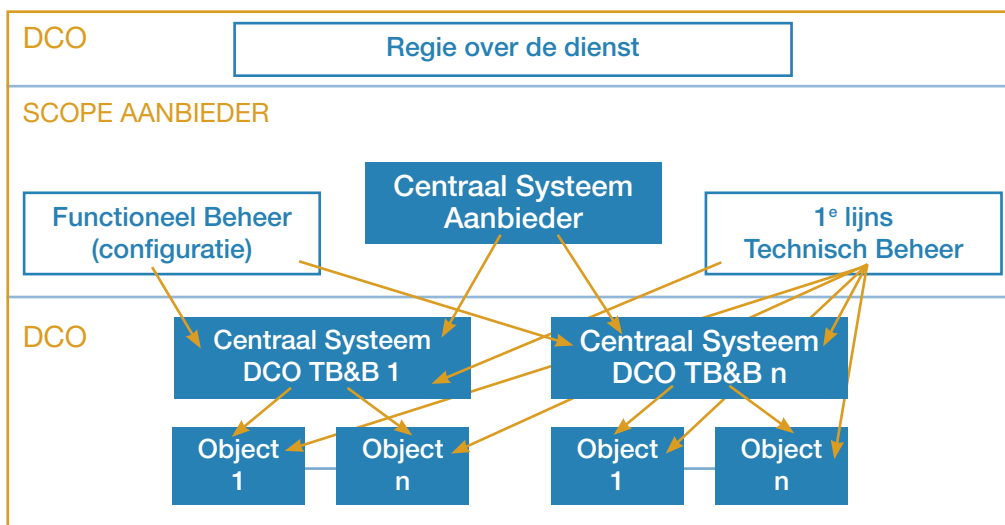 DCO
Regie over de dienst
SCOPE AANBIEDER
Centraal Systeem
Aanbieder
Functioneel Beheer
(configuratie)
1e lijns
Technisch Beheer
DCO
Centraal Systeem
DCO TB&B 1
Centraal Systeem
DCO TB&B n
Object
1
Object
n
Object
1
Object
n